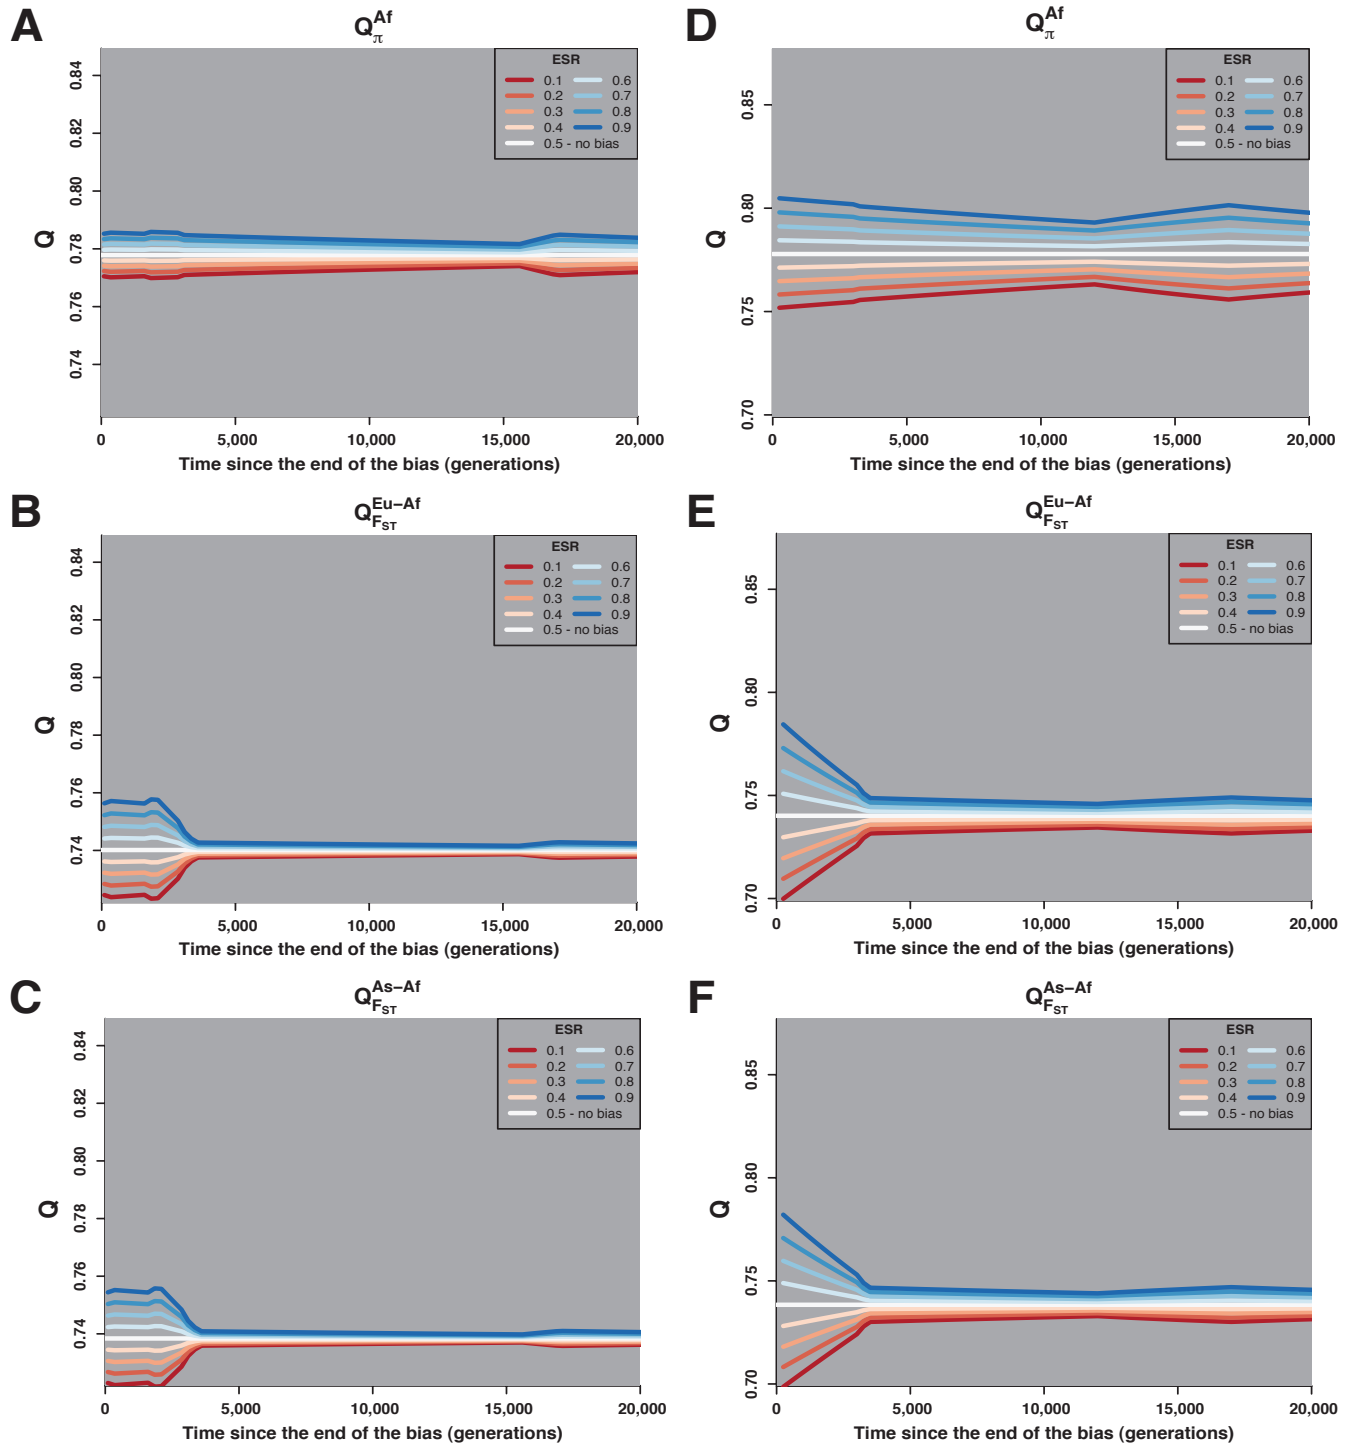 A
Q π Af
ESR
0.1 0.6
0.2 0.7
0.3 0.8
0.4 0.9
0.5 - no bias
Q
0.84
0.82
0.80
0.78
0.76
0.74
0 5,000 10,000 15,000 20,000
Time since the end of the bias (generations)
D
Q π Af
ESR
0.1 0.6
0.2 0.7
0.3 0.8
0.4 0.9
0.5 - no bias
Q
0.85
0.80
0.75
0.70
0 5,000 10,000 15,000 20,000
Time since the end of the bias (generations)
B
Q FST Eu–Af
ESR
0.1 0.6
0.2 0.7
0.3 0.8
0.4 0.9
0.5 - no bias
Q
0.84
0.82
0.80
0.78
0.76
0.74
0 5,000 10,000 15,000 20,000
Time since the end of the bias (generations)
E
Q FST Eu–Af
ESR
0.1 0.6
0.2 0.7
0.3 0.8
0.4 0.9
0.5 - no bias
Q
0.85
0.80
0.75
0.70
0 5,000 10,000 15,000 20,000
Time since the end of the bias (generations)
C
Q FST As–Af
ESR
0.1 0.6
0.2 0.7
0.3 0.8
0.4 0.9
0.5 - no bias
Q
0.84
0.82
0.80
0.78
0.76
0.74
0 5,000 10,000 15,000 20,000
Time since the end of the bias (generations)
F
Q FST As–Af
ESR
0.1 0.6
0.2 0.7
0.3 0.8
0.4 0.9
0.5 - no bias
Q
0.85
0.80
0.75
0.70
0 5,000 10,000 15,000 20,000
Time since the end of the bias (generations)